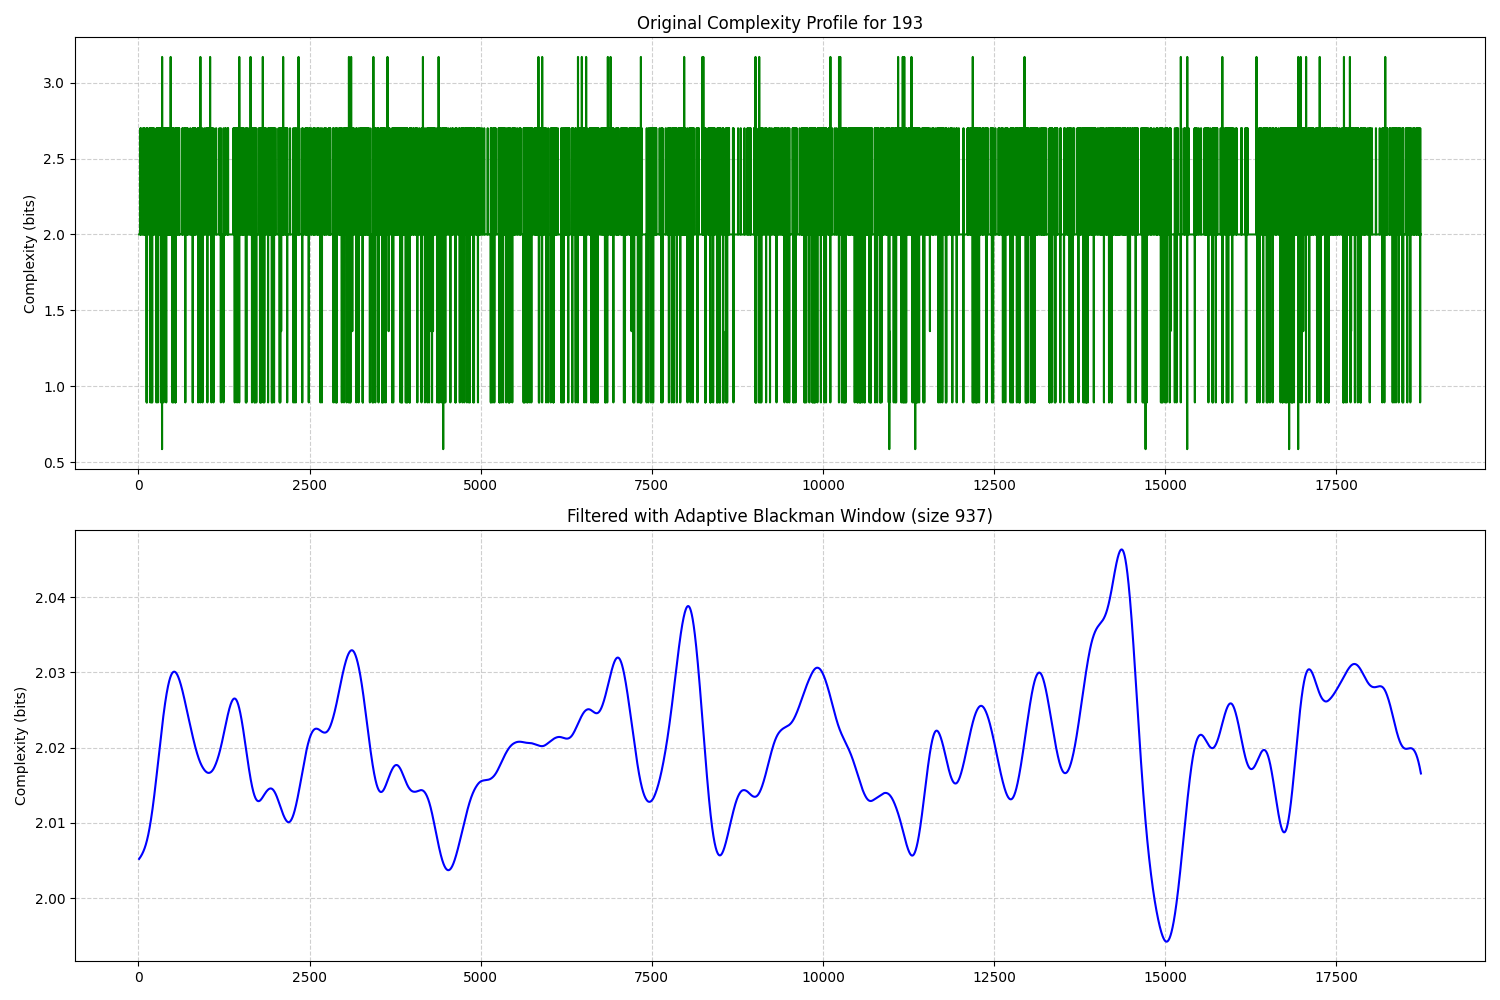 Original Complexity Profile for 193
Complexity (bits)
3.0
2.5
2.0
1.5
1.0
0.5
0 2500 5000 7500 10000 12500 15000 17500
Filtered with Adaptive Blackman Window (size 937)
Complexity (bits)
2.04
2.03
2.02
2.01
2.00
0 2500 5000 7500 10000 12500 15000 17500